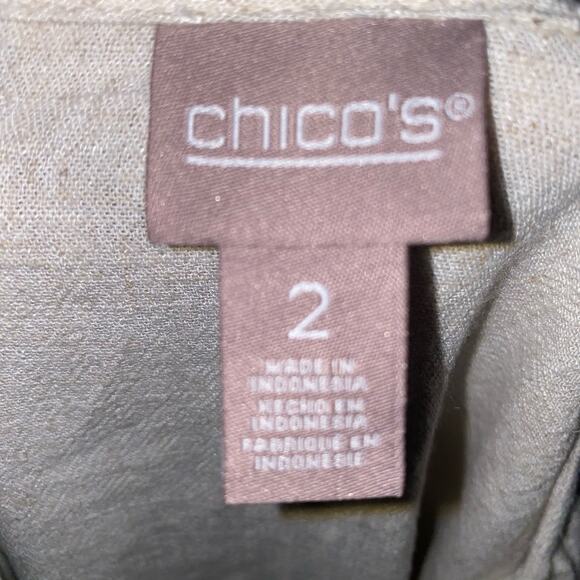 chico's®
2
MADE IN
INDONESIA
HECHO EN
INDONESIA
FABRIQUE EN
INDONESIE